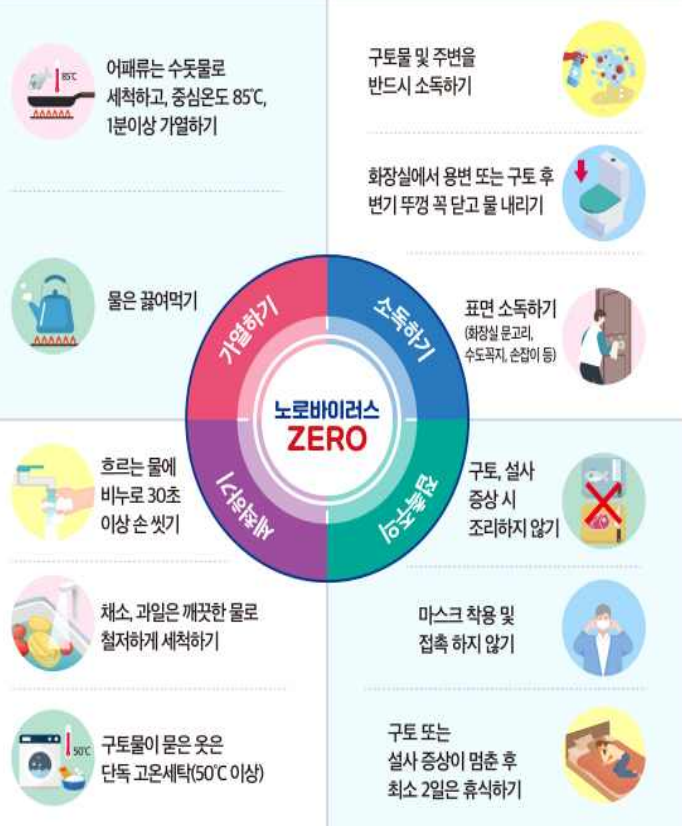 어패류는 수돗물로
세척하고, 중심온도 85℃,
1분이상 가열하기
85℃
물은 끓여먹기
구토물 및 주변을
반드시 소독하기
화장실에서 용변 또는 구토 후
변기 뚜껑 꼭 닫고 물 내리기
표면 소독하기
(화장실 문고리,
수도꼭지, 손잡이 등)
가열하기
소독하기
노로바이러스
ZERO
세척하기
접촉주의
흐르는 물에
비누로 30초
이상 손 씻기
채소, 과일은 깨끗한 물로
철저하게 세척하기
구토물이 묻은 옷은
단독 고온세탁(50℃ 이상)
50℃
구토, 설사
증상 시
조리하지 않기
마스크 착용 및
접촉 하지 않기
구토 또는
설사 증상이 멈춘 후
최소 2일은 휴식하기